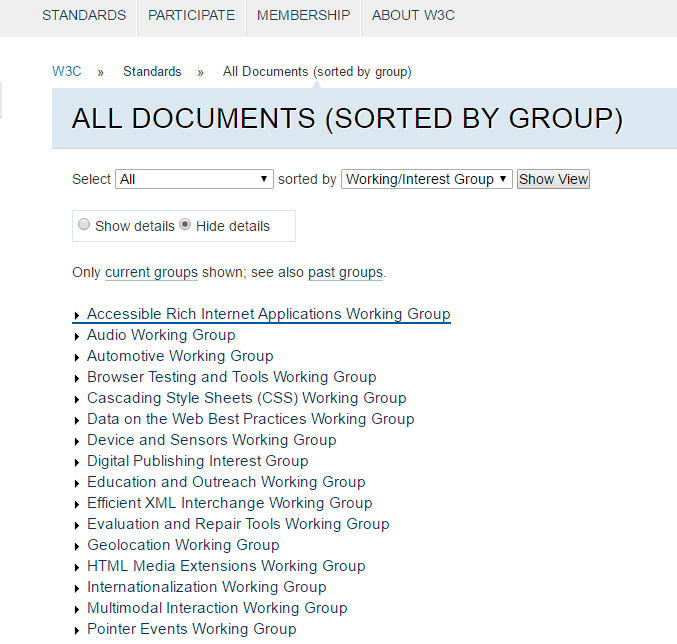 STANDARDS PARTICIPATE MEMBERSHIP ABOUT W3C
W3C » Standards » All Documents (sorted by group)
ALL DOCUMENTS (SORTED BY GROUP)
Select All sorted by Working/Interest Group Show View
Show details Hide details
Only current groups shown; see also past groups.
Accessible Rich Internet Applications Working Group
Audio Working Group
Automotive Working Group
Browser Testing and Tools Working Group
Cascading Style Sheets (CSS) Working Group
Data on the Web Best Practices Working Group
Device and Sensors Working Group
Digital Publishing Interest Group
Education and Outreach Working Group
Efficient XML Interchange Working Group
Evaluation and Repair Tools Working Group
Geolocation Working Group
HTML Media Extensions Working Group
Internationalization Working Group
Multimodal Interaction Working Group
Pointer Events Working Group